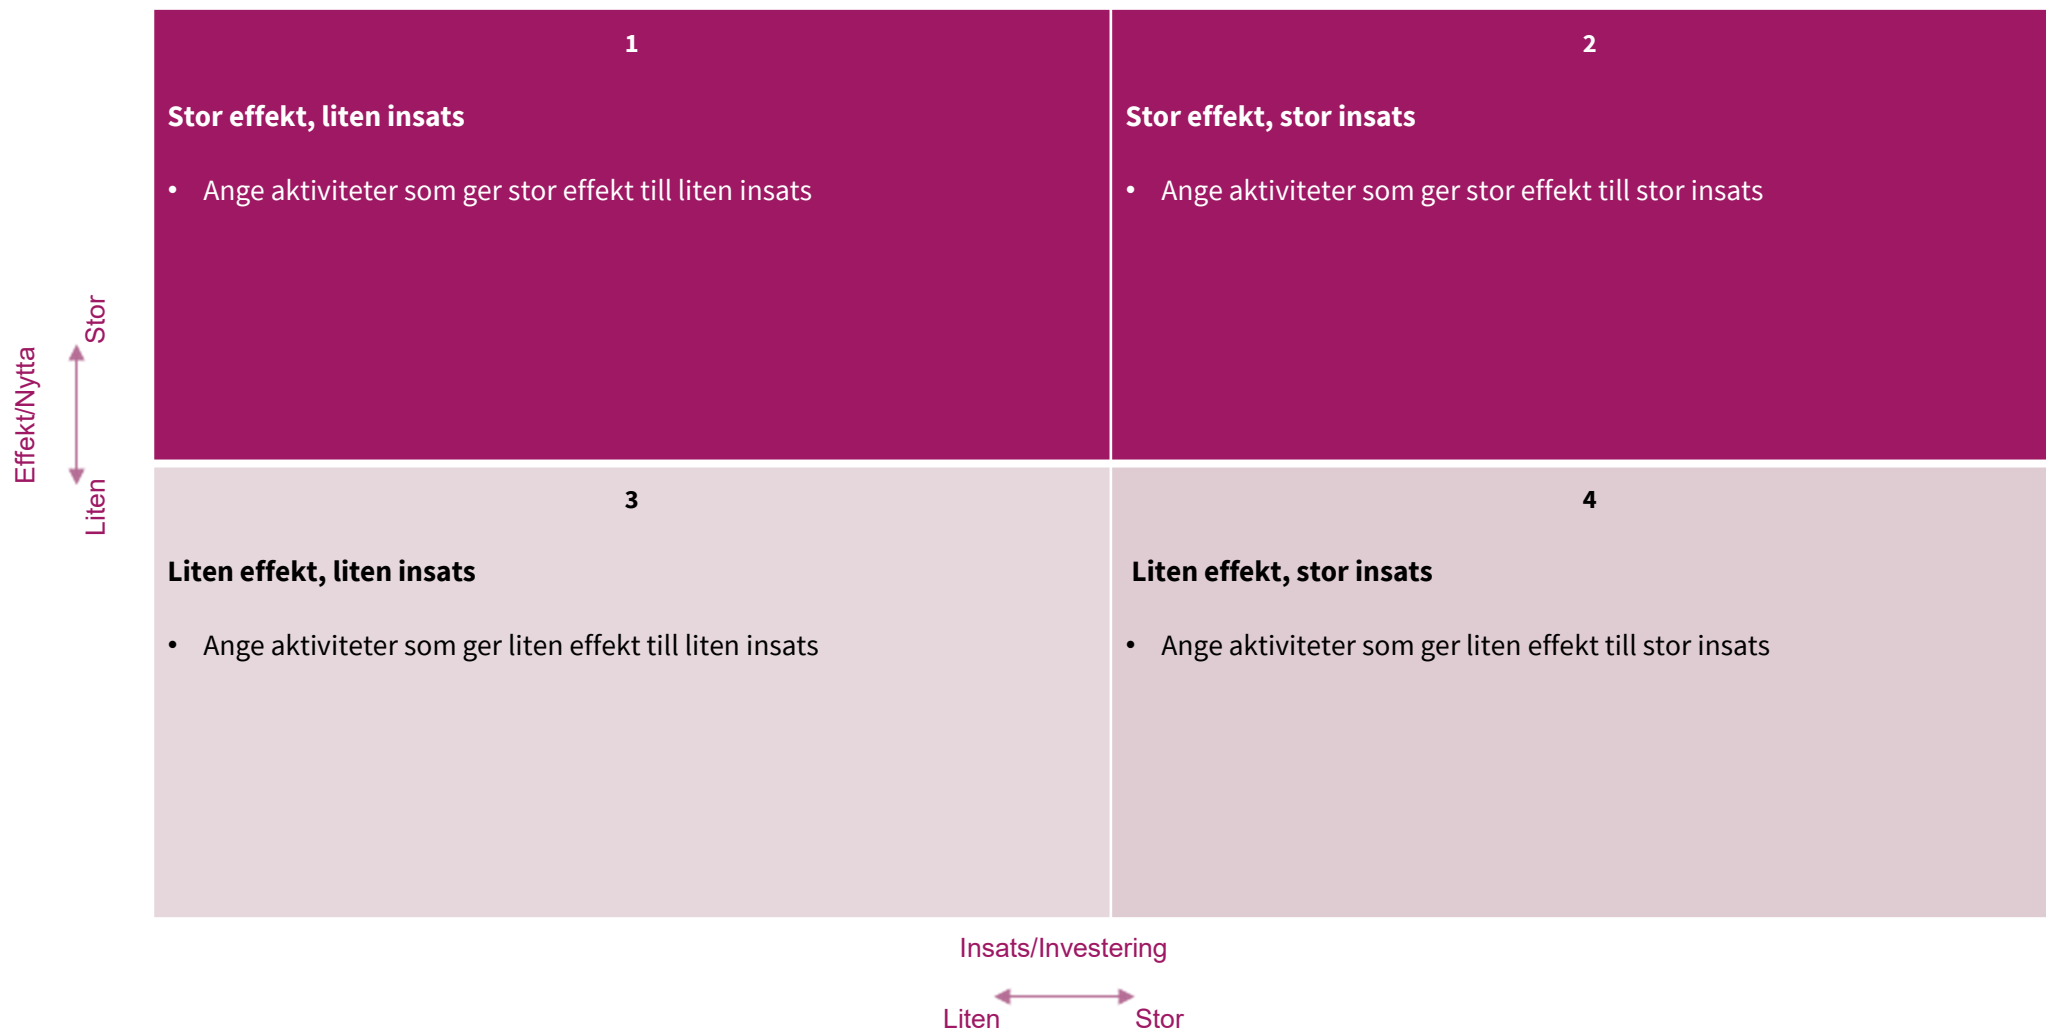 1
Stor effekt, liten insats
• Ange aktiviteter som ger stor effekt till liten insats
2
Stor effekt, stor insats
• Ange aktiviteter som ger stor effekt till stor insats
Effekt/Nytta
Stor
Liten
3
Liten effekt, liten insats
• Ange aktiviteter som ger liten effekt till liten insats
4
Liten effekt, stor insats
• Ange aktiviteter som ger liten effekt till stor insats
Insats/Investering
Liten
Stor